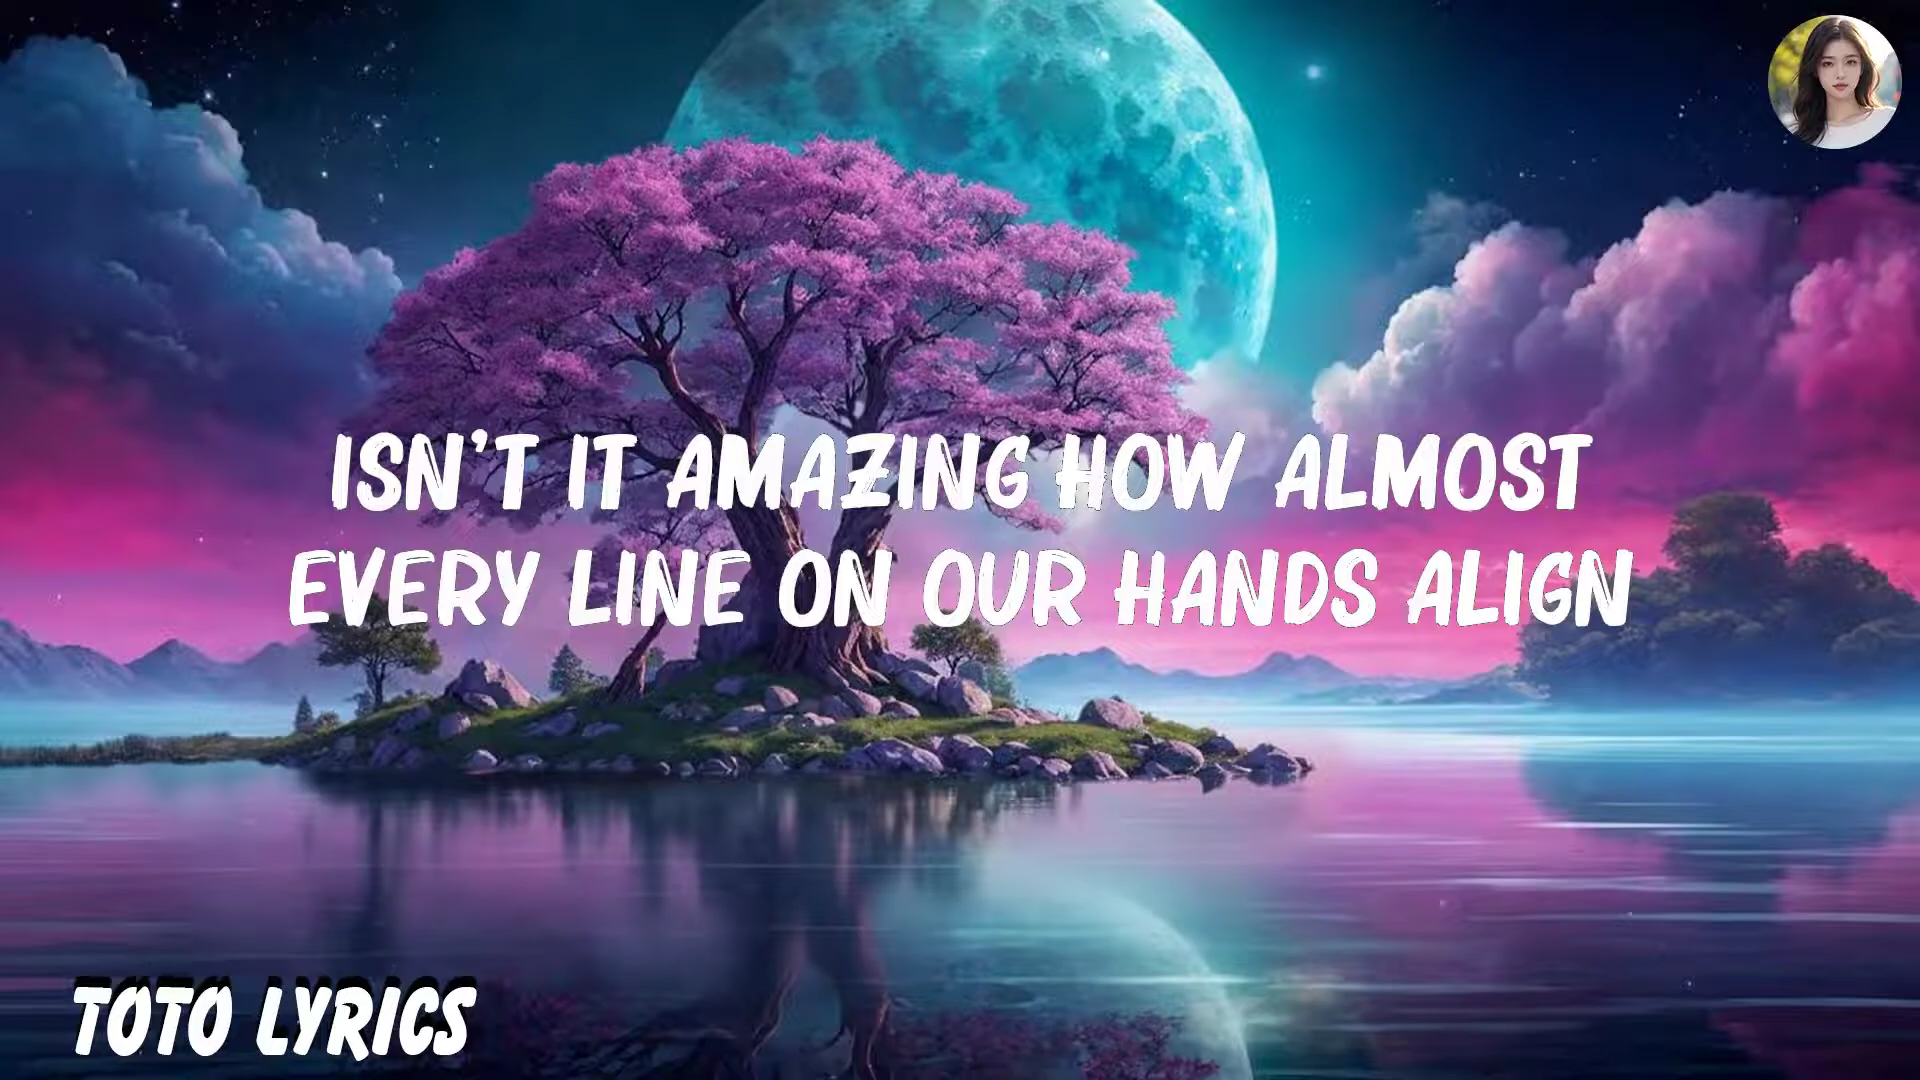 ISN'T IT AMAZING HOW ALMOST
EVERY LINE ON OUR HANDS ALIGN
TOTO LYRICS